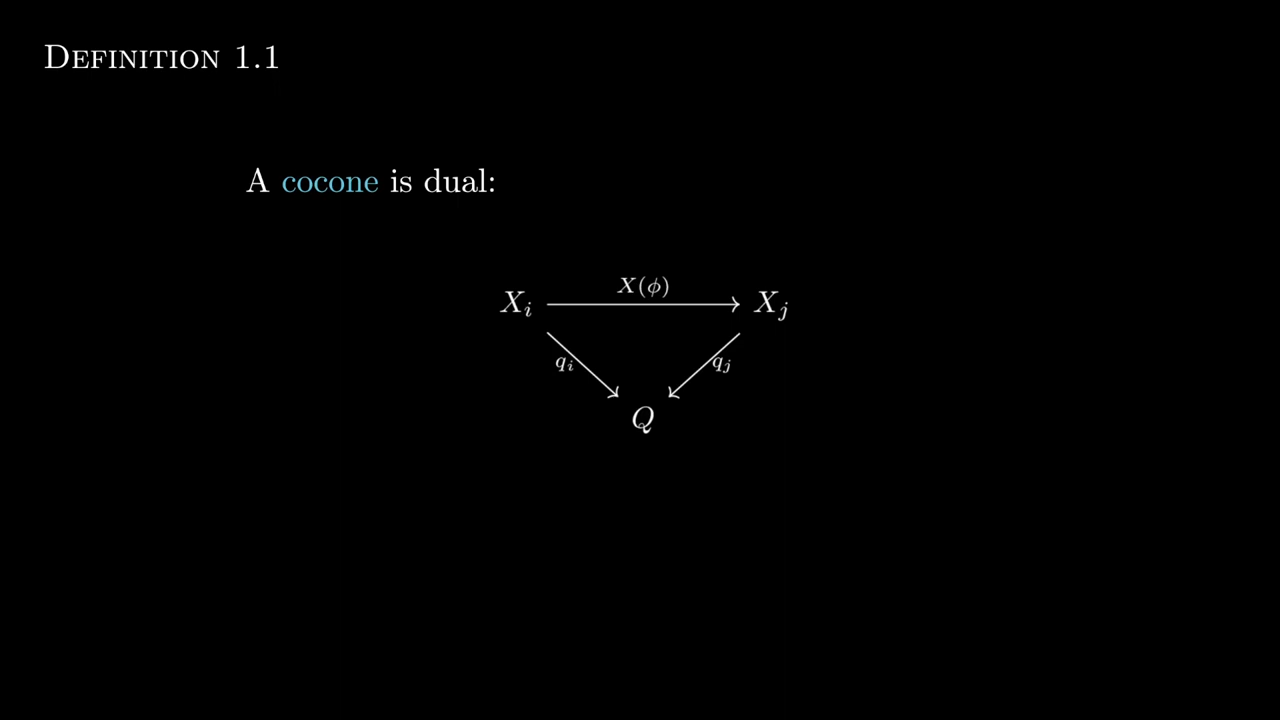 Definition 1.1
A cocone is dual:
X(ϕ)
X_i X_j
q_i q_j
Q